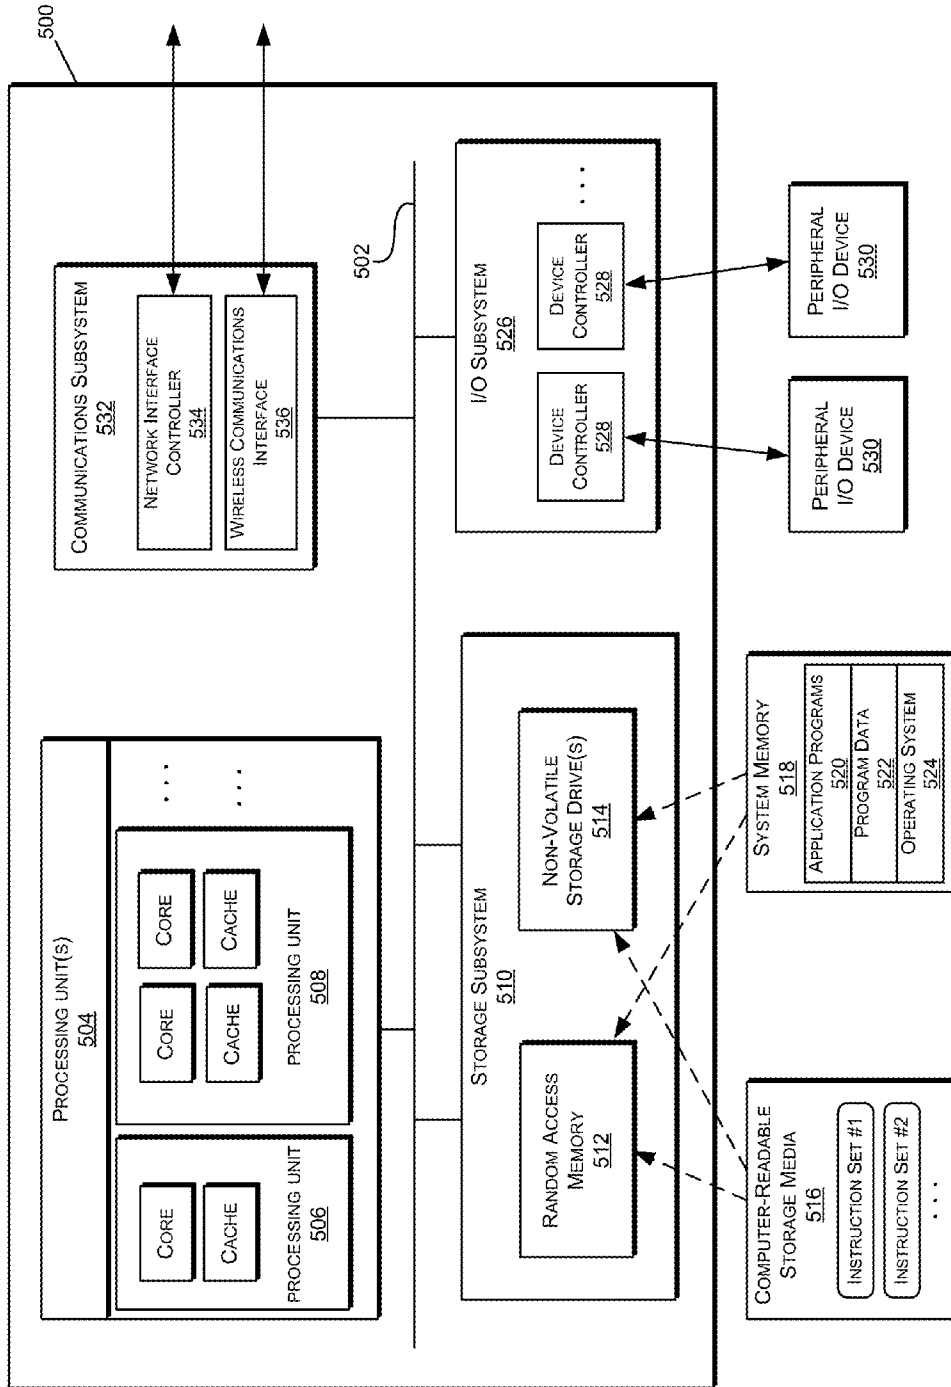 500
PROCESSING UNIT(S)
504
CORE
CACHE
PROCESSING UNIT
506
CORE
CORE
CACHE
CACHE
PROCESSING UNIT
508
. . .
. . .
COMMUNICATIONS SUBSYSTEM
532
NETWORK INTERFACE
CONTROLLER
534
WIRELESS COMMUNICATIONS
INTERFACE
536
502
STORAGE SUBSYSTEM
510
RANDOM ACCESS
MEMORY
512
NON-VOLATILE
STORAGE DRIVE(S)
514
I/O SUBSYSTEM
526
DEVICE
CONTROLLER
528
DEVICE
CONTROLLER
528
. . .
COMPUTER-READABLE
STORAGE MEDIA
516
INSTRUCTION SET #1
INSTRUCTION SET #2
. . .
SYSTEM MEMORY
518
APPLICATION PROGRAMS
520
PROGRAM DATA
522
OPERATING SYSTEM
524
PERIPHERAL
I/O DEVICE
530
PERIPHERAL
I/O DEVICE
530